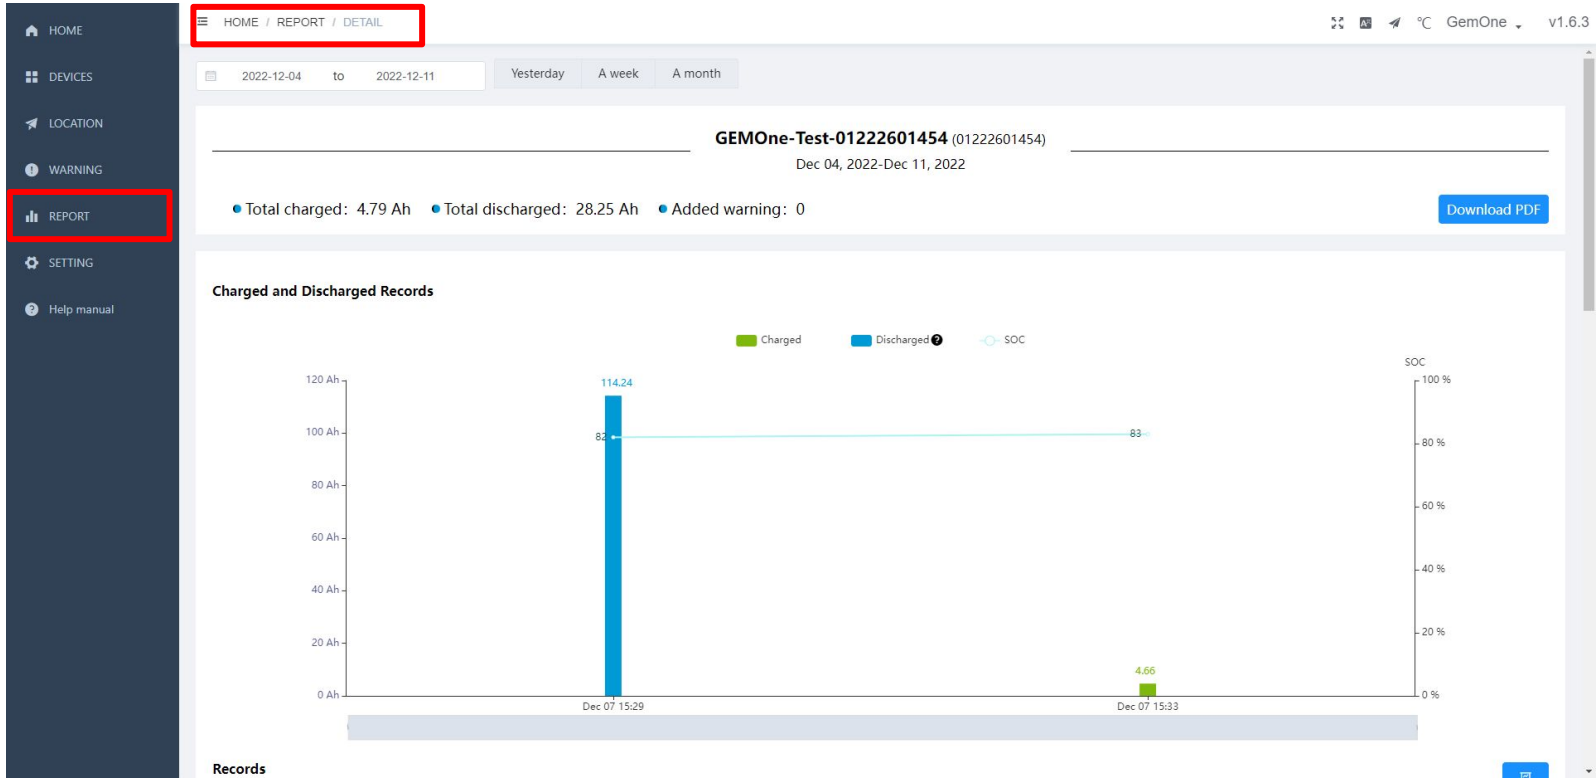 HOME
DEVICES
LOCATION
WARNING
REPORT
SETTING
Help manual
HOME / REPORT / DETAIL
℃ GemOne v1.6.3
2022-12-04 to 2022-12-11 Yesterday A week A month
GEMOne-Test-01222601454 (01222601454)
Dec 04, 2022-Dec 11, 2022
Total charged: 4.79 Ah Total discharged: 28.25 Ah Added warning: 0
Download PDF
Charged and Discharged Records
Charged Discharged SOC
SOC
120 Ah 114.24 100 %
100 Ah 82 83 80 %
80 Ah
60 %
60 Ah
40 %
40 Ah
20 Ah 20 %
4.66
0 Ah 0 %
Dec 07 15:29 Dec 07 15:33
Records